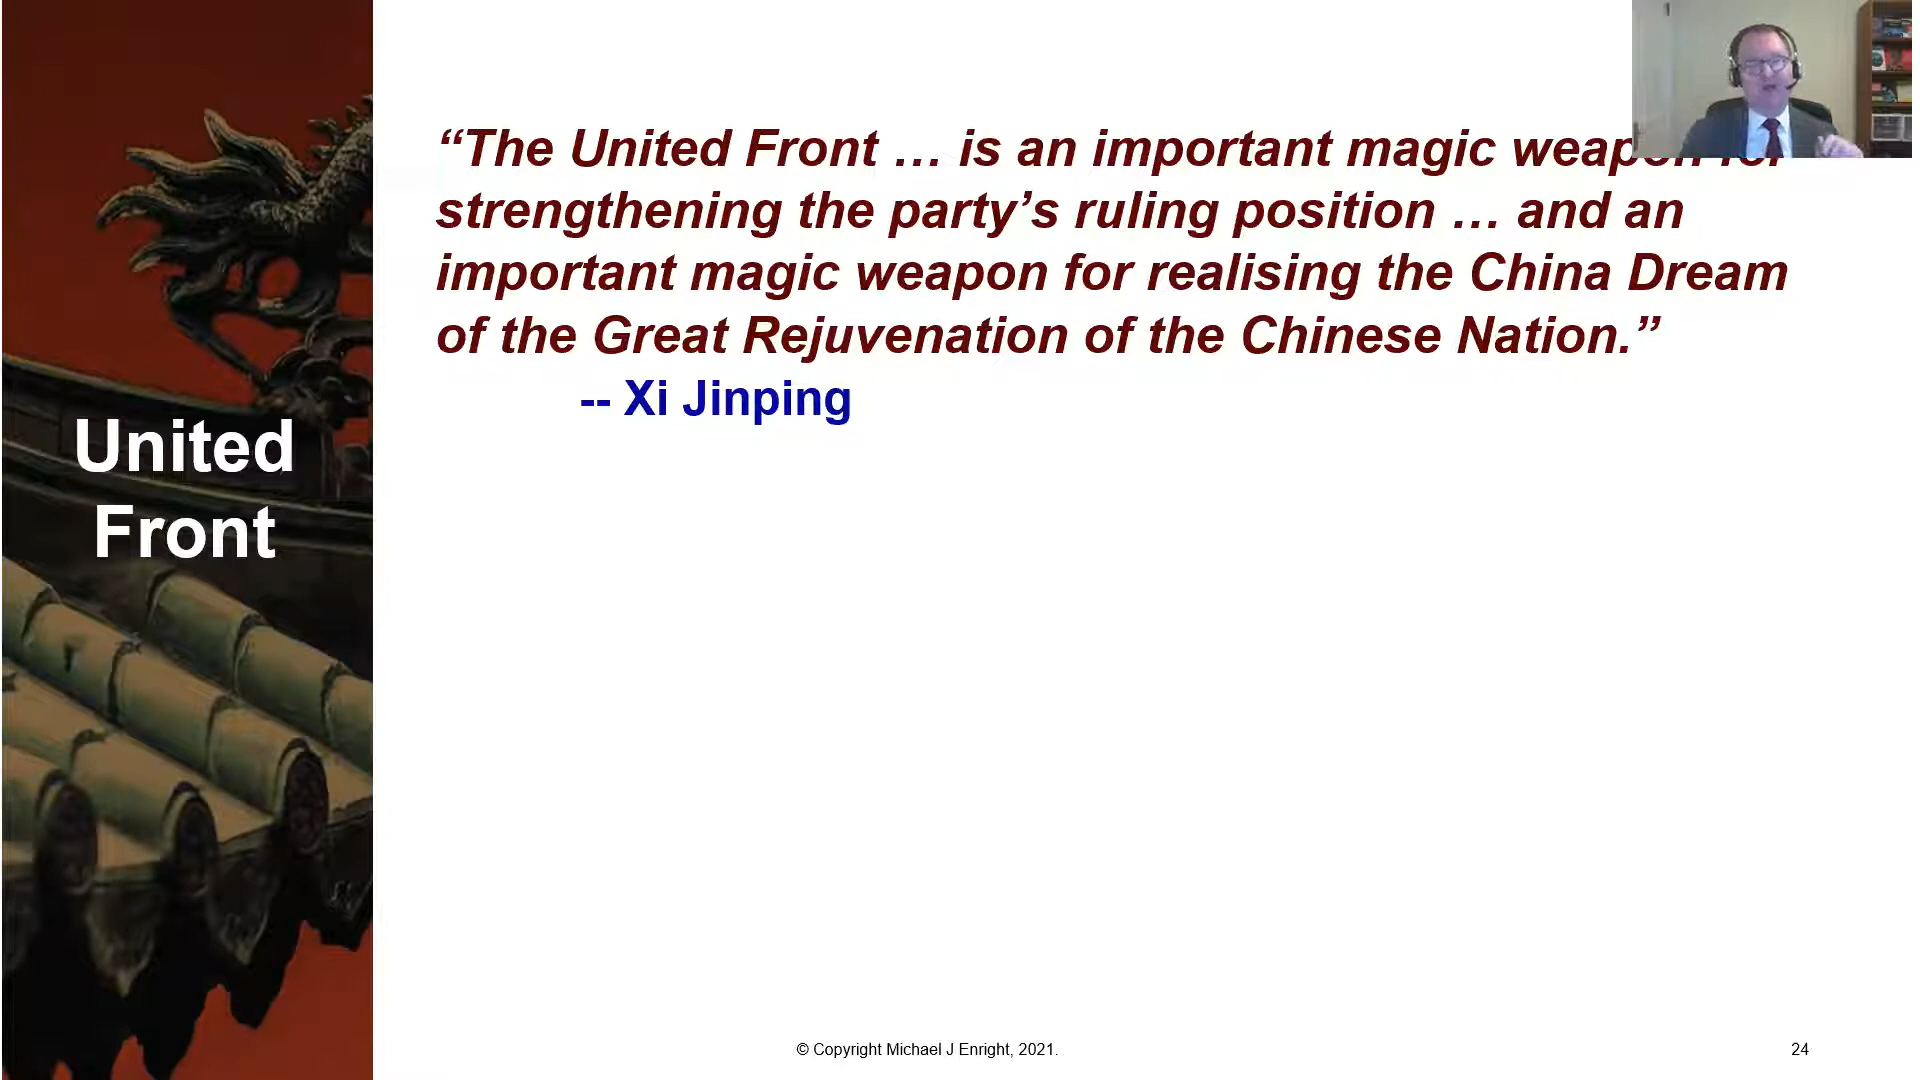 United
Front
“The United Front … is an important magic weapon for
strengthening the party’s ruling position … and an
important magic weapon for realising the China Dream
of the Great Rejuvenation of the Chinese Nation.”
-- Xi Jinping
© Copyright Michael J Enright, 2021.
24